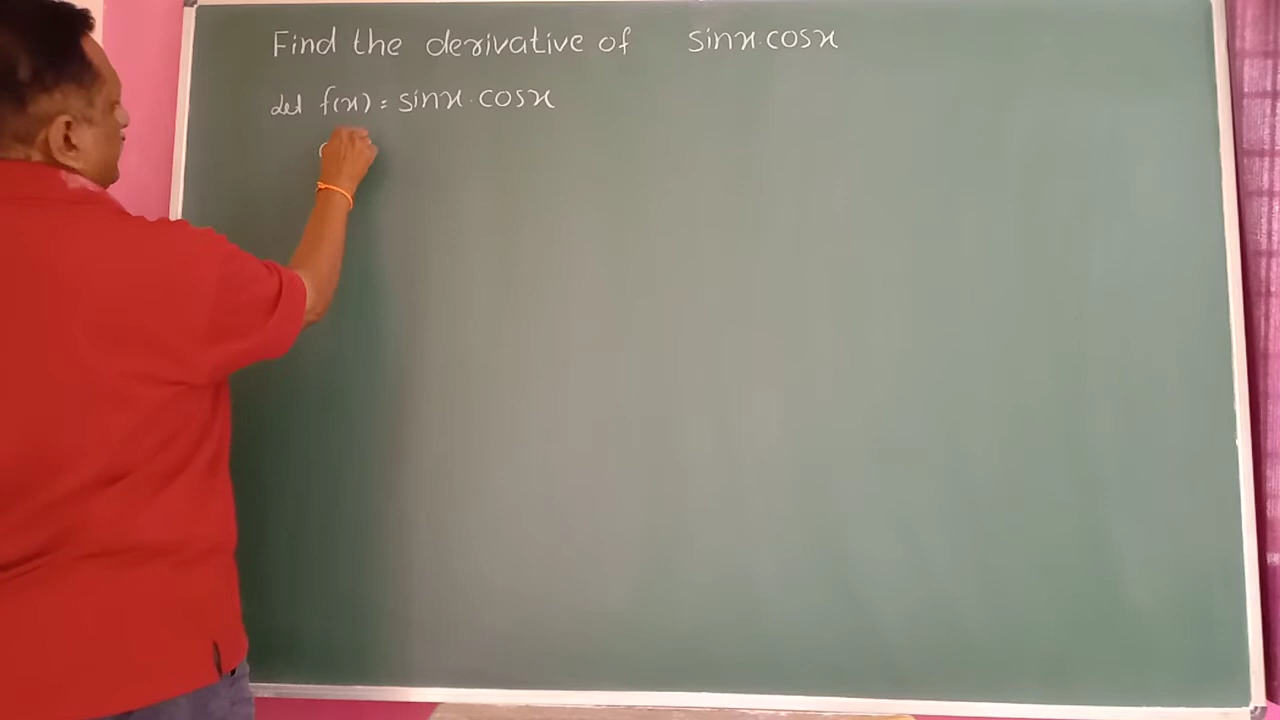 Find the derivative of sinx.cosx
Let f(x) = sinx.cosx